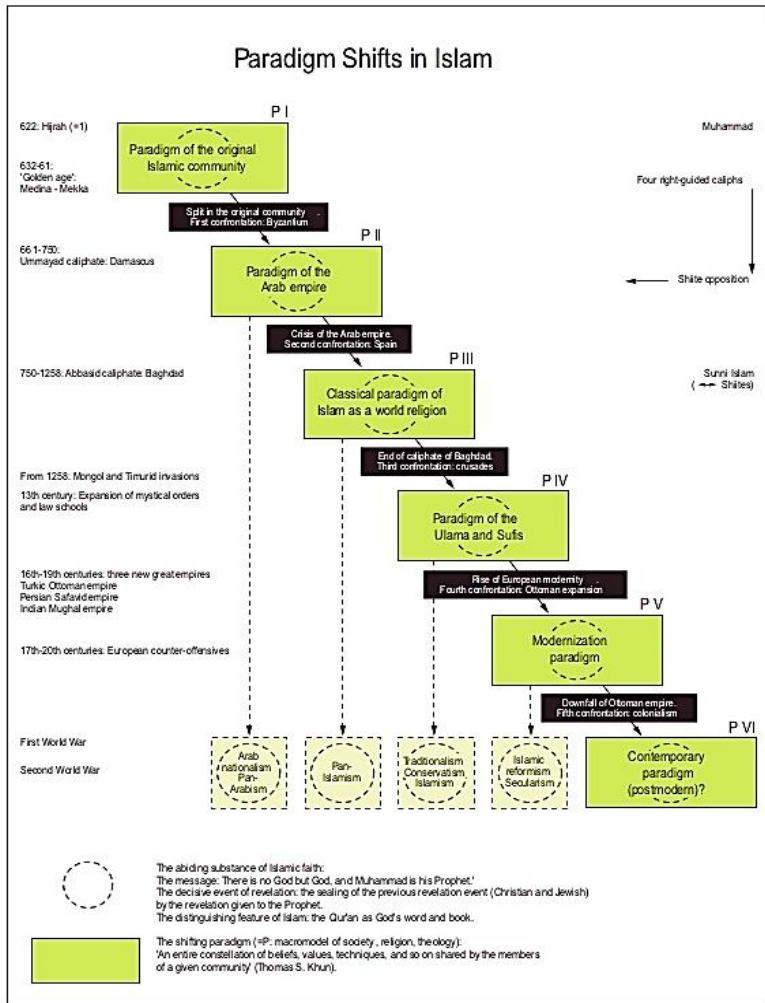 Paradigm Shifts in Islam
P I
622: Hijrah (=1)
Muhammad
Paradigm of the original
Islamic community
632-61:
'Golden age':
Medina - Mekka
Four right-guided caliphs
Split in the original community .
First confrontation: Byzantium
P II
661-750:
Ummayad caliphate: Damascus
Paradigm of the
Arab empire
Shiite opposition
Crisis of the Arab empire.
Second confrontation: Spain
P III
750-1258: Abbasid caliphate: Baghdad
Sunni Islam
( Shiites)
Classical paradigm of
Islam as a world religion
End of caliphate of Baghdad.
Third confrontation: crusades
From 1258: Mongol and Timurid invasions
P IV
13th century: Expansion of mystical orders
and law schools
Paradigm of the
Ulama and Sufis
16th-19th centuries: three new great empires
Turkic Ottoman empire
Persian Safavid empire
Indian Mughal empire
Rise of European modernity .
Fourth confrontation: Ottoman expansion
P V
Modernization
paradigm
17th-20th centuries: European counter-offensives
Downfall of Ottoman empire.
Fifth confrontation: colonialism
P VI
First World War
Second World War
Arab
nationalism
Pan-
Arabism
Pan-
Islamism
Traditionalism
Conservatism
Islamism
Islamic
reformism
Secularism
Contemporary
paradigm
(postmodern)?
The abiding substance of Islamic faith:
The message: There is no God but God, and Muhammad is his Prophet.'
The decisive event of revelation: the sealing of the previous revelation event (Christian and Jewish)
by the revelation given to the Prophet.
The distinguishing feature of Islam: the Qur'an as God's word and book.
The shifting paradigm (=P: macromodel of society, religion, theology):
'An entire constellation of beliefs, values, techniques, and so on shared by the members
of a given community' (Thomas S. Khun).